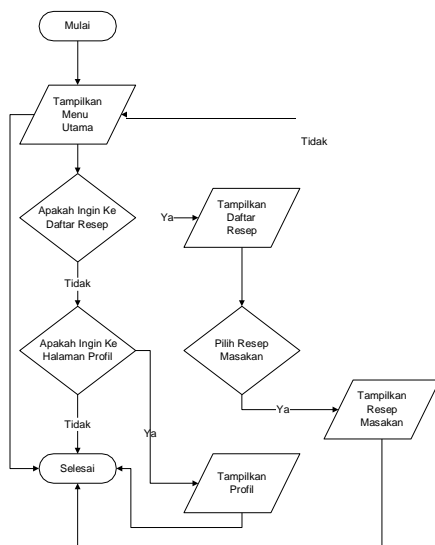 Mulai
Tampilkan
Menu
Utama
Tidak
Apakah Ingin Ke
Daftar Resep
Ya
Tampilkan
Daftar
Resep
Tidak
Apakah Ingin Ke
Halaman Profil
Pilih Resep
Masakan
Ya
Tampilkan
Resep
Masakan
Tidak
Ya
Selesai
Tampilkan
Profil